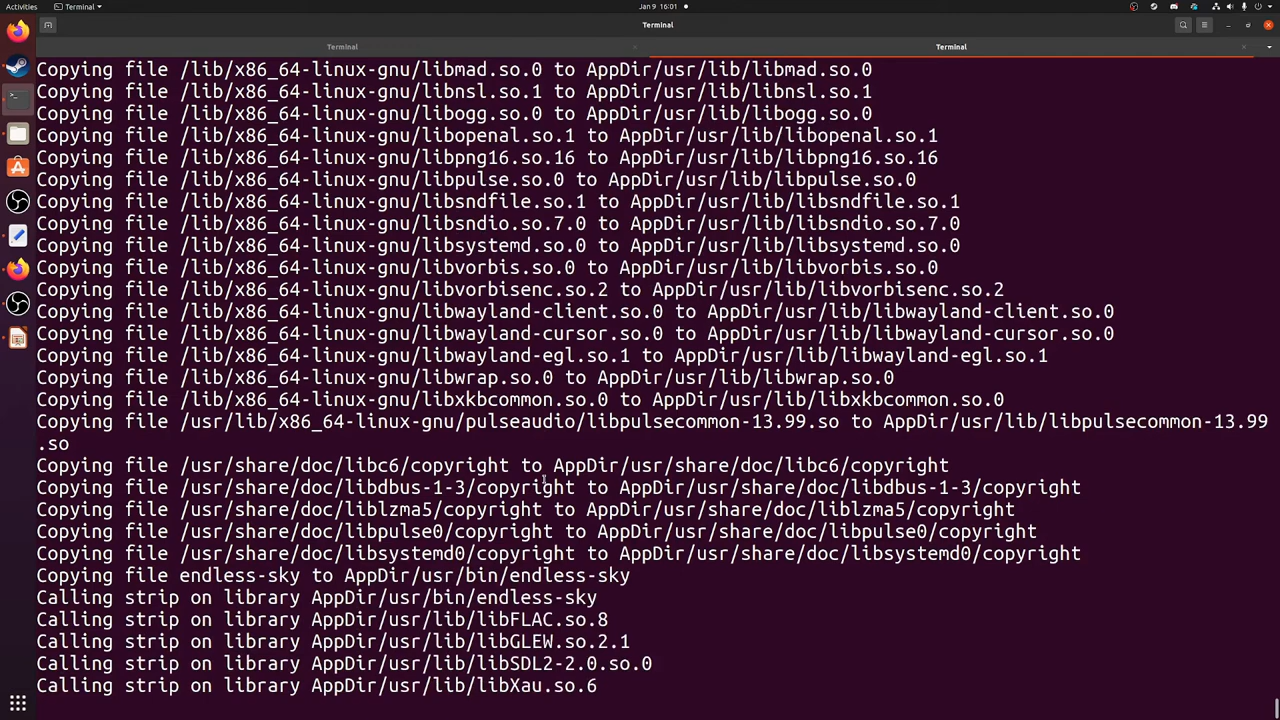 Activities
Terminal
Jan 9 16:01
Terminal
Terminal
Terminal
Copying file /lib/x86_64-linux-gnu/libmad.so.0 to AppDir/usr/lib/libmad.so.0
Copying file /lib/x86_64-linux-gnu/libnsl.so.1 to AppDir/usr/lib/libnsl.so.1
Copying file /lib/x86_64-linux-gnu/libogg.so.0 to AppDir/usr/lib/libogg.so.0
Copying file /lib/x86_64-linux-gnu/libopenal.so.1 to AppDir/usr/lib/libopenal.so.1
Copying file /lib/x86_64-linux-gnu/libpng16.so.16 to AppDir/usr/lib/libpng16.so.16
Copying file /lib/x86_64-linux-gnu/libpulse.so.0 to AppDir/usr/lib/libpulse.so.0
Copying file /lib/x86_64-linux-gnu/libsndfile.so.1 to AppDir/usr/lib/libsndfile.so.1
Copying file /lib/x86_64-linux-gnu/libsndio.so.7.0 to AppDir/usr/lib/libsndio.so.7.0
Copying file /lib/x86_64-linux-gnu/libsystemd.so.0 to AppDir/usr/lib/libsystemd.so.0
Copying file /lib/x86_64-linux-gnu/libvorbis.so.0 to AppDir/usr/lib/libvorbis.so.0
Copying file /lib/x86_64-linux-gnu/libvorbisenc.so.2 to AppDir/usr/lib/libvorbisenc.so.2
Copying file /lib/x86_64-linux-gnu/libwayland-client.so.0 to AppDir/usr/lib/libwayland-client.so.0
Copying file /lib/x86_64-linux-gnu/libwayland-cursor.so.0 to AppDir/usr/lib/libwayland-cursor.so.0
Copying file /lib/x86_64-linux-gnu/libwayland-egl.so.1 to AppDir/usr/lib/libwayland-egl.so.1
Copying file /lib/x86_64-linux-gnu/libwrap.so.0 to AppDir/usr/lib/libwrap.so.0
Copying file /lib/x86_64-linux-gnu/libxkbcommon.so.0 to AppDir/usr/lib/libxkbcommon.so.0
Copying file /usr/lib/x86_64-linux-gnu/pulseaudio/libpulsecommon-13.99.so to AppDir/usr/lib/libpulsecommon-13.99
.so
Copying file /usr/share/doc/libc6/copyright to AppDir/usr/share/doc/libc6/copyright
Copying file /usr/share/doc/libdbus-1-3/copyright to AppDir/usr/share/doc/libdbus-1-3/copyright
Copying file /usr/share/doc/liblzma5/copyright to AppDir/usr/share/doc/liblzma5/copyright
Copying file /usr/share/doc/libpulse0/copyright to AppDir/usr/share/doc/libpulse0/copyright
Copying file /usr/share/doc/libsystemd0/copyright to AppDir/usr/share/doc/libsystemd0/copyright
Copying file endless-sky to AppDir/usr/bin/endless-sky
Calling strip on library AppDir/usr/bin/endless-sky
Calling strip on library AppDir/usr/lib/libFLAC.so.8
Calling strip on library AppDir/usr/lib/libGLEW.so.2.1
Calling strip on library AppDir/usr/lib/libSDL2-2.0.so.0
Calling strip on library AppDir/usr/lib/libXau.so.6